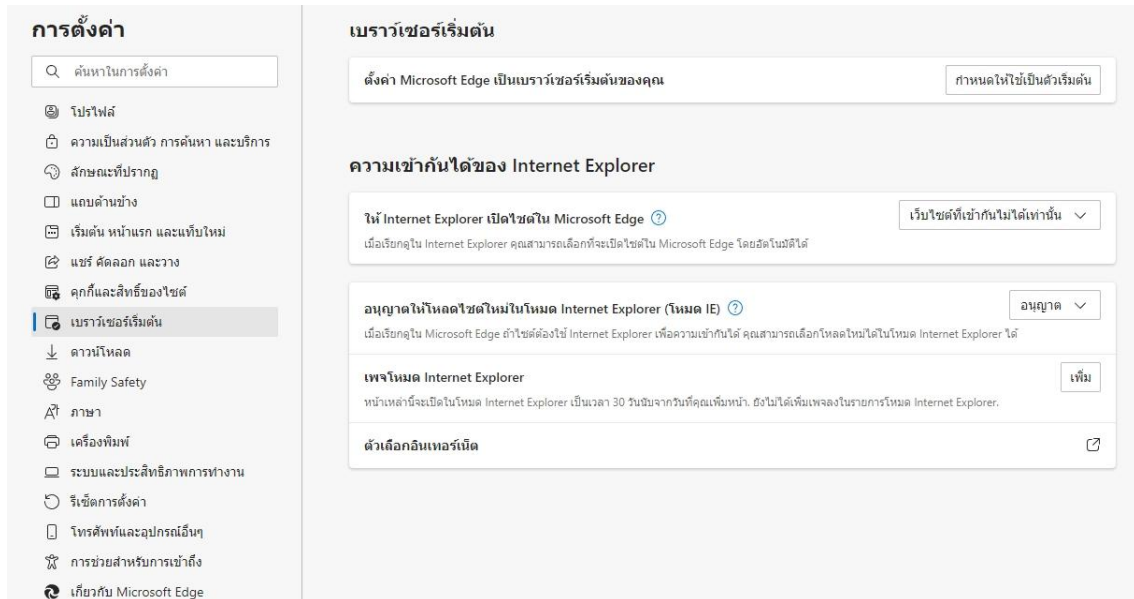 การตั้งค่า
ค้นหาในการตั้งค่า
โปรไฟล์
ความเป็นส่วนตัว การค้นหา และบริการ
ลักษณะที่ปรากฏ
แถบด้านข้าง
เริ่มต้น หน้าแรก และแท็บใหม่
แชร์ คัดลอก และวาง
คุกกี้และสิทธิ์ของไซต์
เบราว์เซอร์เริ่มต้น
ดาวน์โหลด
Family Safety
ภาษา
เครื่องพิมพ์
ระบบและประสิทธิภาพการทำงาน
รีเซ็ตการตั้งค่า
โทรศัพท์และอุปกรณ์อื่นๆ
การช่วยสำหรับการเข้าถึง
เกี่ยวกับ Microsoft Edge
เบราว์เซอร์เริ่มต้น
ตั้งค่า Microsoft Edge เป็นเบราว์เซอร์เริ่มต้นของคุณ
กำหนดให้ใช้เป็นตัวเริ่มต้น
ความเข้ากันได้ของ Internet Explorer
ให้ Internet Explorer เปิดไซต์ใน Microsoft Edge
เว็บไซต์ที่เข้ากันไม่ได้เท่านั้น
เมื่อเรียกดูใน Internet Explorer คุณสามารถเลือกที่จะเปิดไซต์ใน Microsoft Edge โดยอัตโนมัติได้
อนุญาตให้โหลดไซต์ใหม่ในโหมด Internet Explorer (โหมด IE)
อนุญาต
เมื่อเรียกดูใน Microsoft Edge ถ้าไซต์ต้องใช้ Internet Explorer เพื่อความเข้ากันได้ คุณสามารถเลือกโหลดใหม่ได้ในโหมด Internet Explorer ได้
เพจโหมด Internet Explorer
เพิ่ม
หน้าเหล่านี้จะเปิดในโหมด Internet Explorer เป็นเวลา 30 วันนับจากวันที่คุณเพิ่มหน้า. ยังไม่ได้เพิ่มเพจลงในรายการโหมด Internet Explorer.
ตัวเลือกอินเทอร์เน็ต